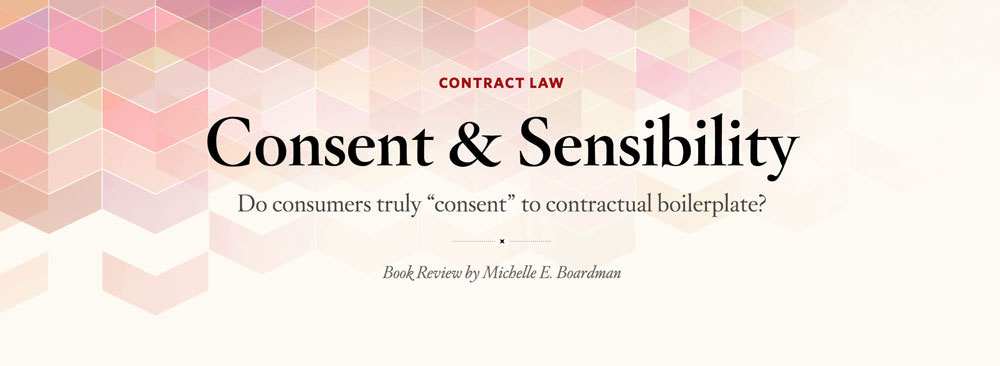 CONTRACT LAW
Consent & Sensibility
Do consumers truly “consent” to contractual boilerplate?
Book Review by Michelle E. Boardman